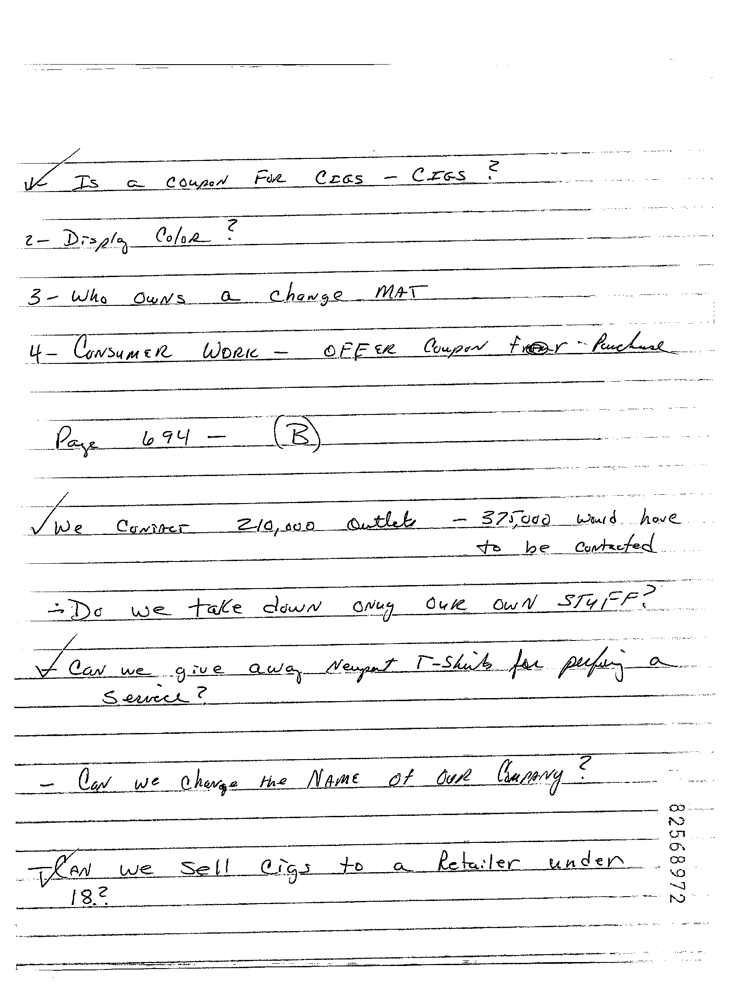 ✓ Is a coupon For CIGS - CIGS ?
2 - Display Color ?
3 - Who owns a change MAT
4 - Consumer Work - OFFER Coupon for - Purchase
Page 694 - (B)
✓ We Contact 210,000 Outlets - 375,000 would have
to be contacted
- Do we take down only our own STUFF?
✓ Can we give away Newport T-Shirts for perfing a
Service?
- Can we change the NAME of our Company ?
✓ CAN we sell cigs to a Retailer under
18.?
82568972